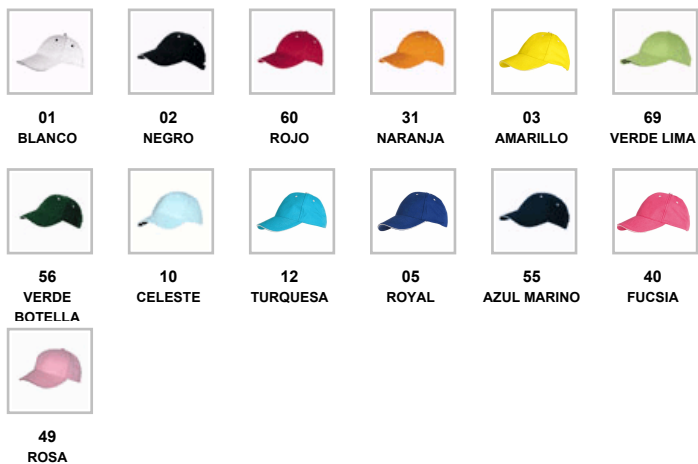 01
BLANCO
02
NEGRO
60
ROJO
31
NARANJA
03
AMARILLO
69
VERDE LIMA
56
VERDE
BOTELLA
10
CELESTE
12
TURQUESA
05
ROYAL
55
AZUL MARINO
40
FUCSIA
49
ROSA